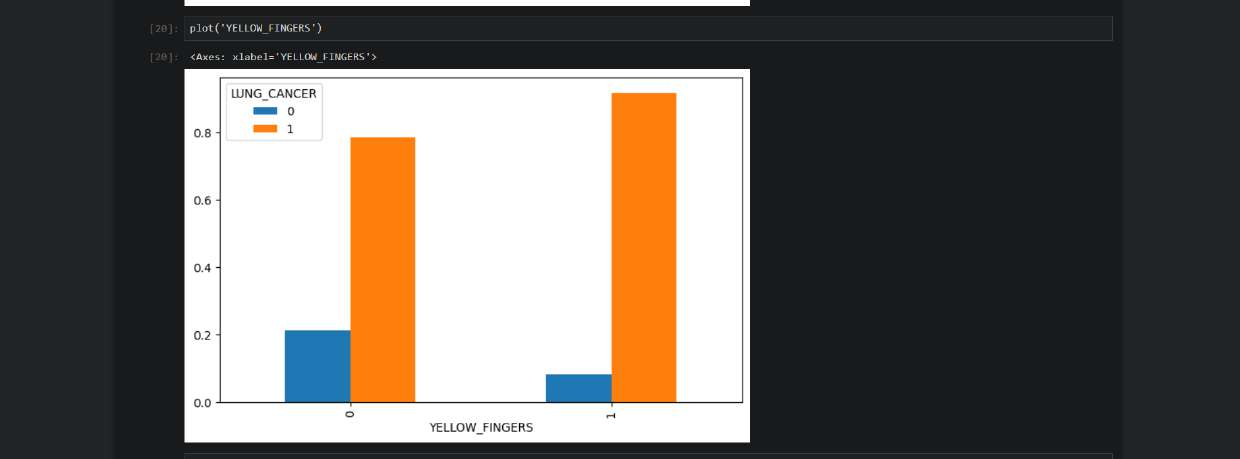 [20]: plot('YELLOW_FINGERS')
[20]: <Axes: xlabel='YELLOW_FINGERS'>
LUNG_CANCER
0
1
0.8
0.6
0.4
0.2
0.0
0 1
YELLOW_FINGERS